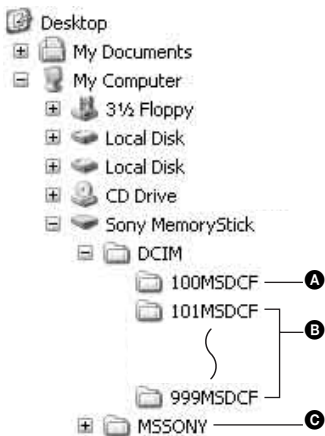 Desktop
My Documents
My Computer
3½ Floppy
Local Disk
Local Disk
CD Drive
Sony MemoryStick
DCIM
100MSDCF A
101MSDCF
B
999MSDCF
MSSONY C